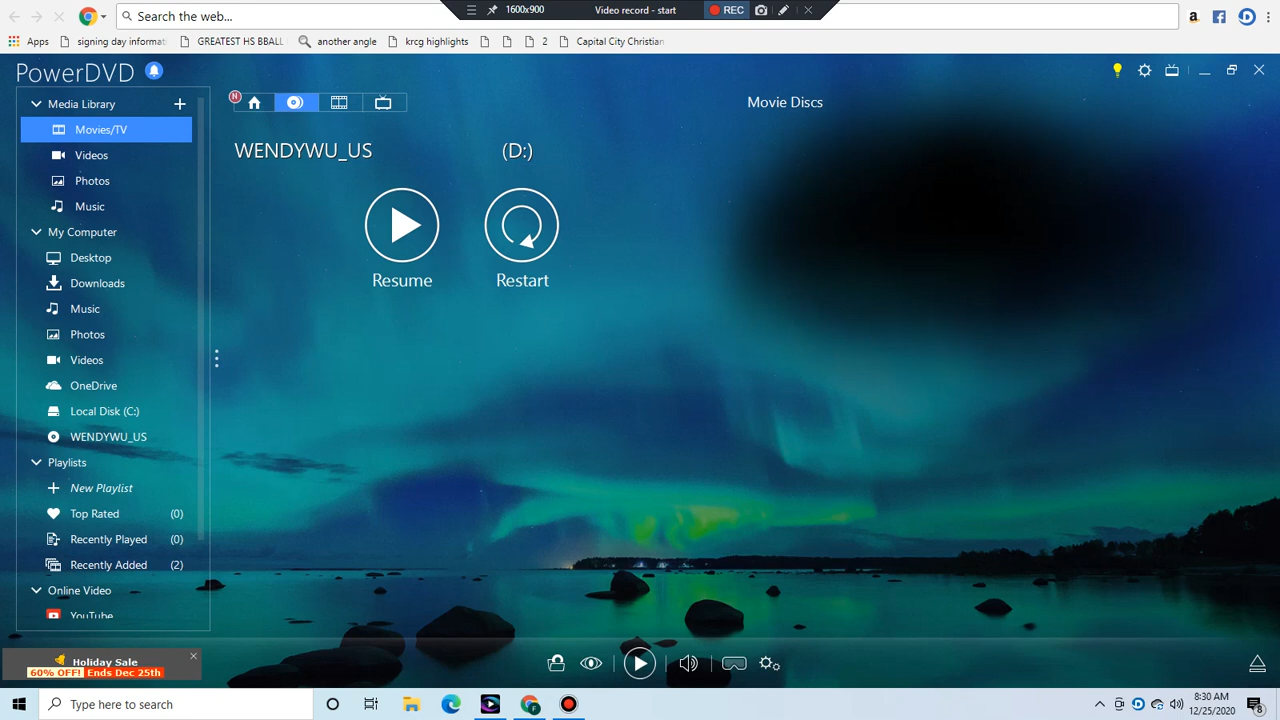 1600x900 Video record - start REC
Search the web...
Apps signing day informati GREATEST HS BBALL another angle krcg highlights 2 Capital City Christian
PowerDVD
Media Library
Movies/TV
Videos
Photos
Music
My Computer
Desktop
Downloads
Music
Photos
Videos
OneDrive
Local Disk (C:)
WENDYWU_US
Playlists
New Playlist
Top Rated (0)
Recently Played (0)
Recently Added (2)
Online Video
YouTube
N
Movie Discs
WENDYWU_US (D:)
Resume Restart
Holiday Sale
60% OFF! Ends Dec 25th
Type here to search
8:30 AM
12/25/2020
8